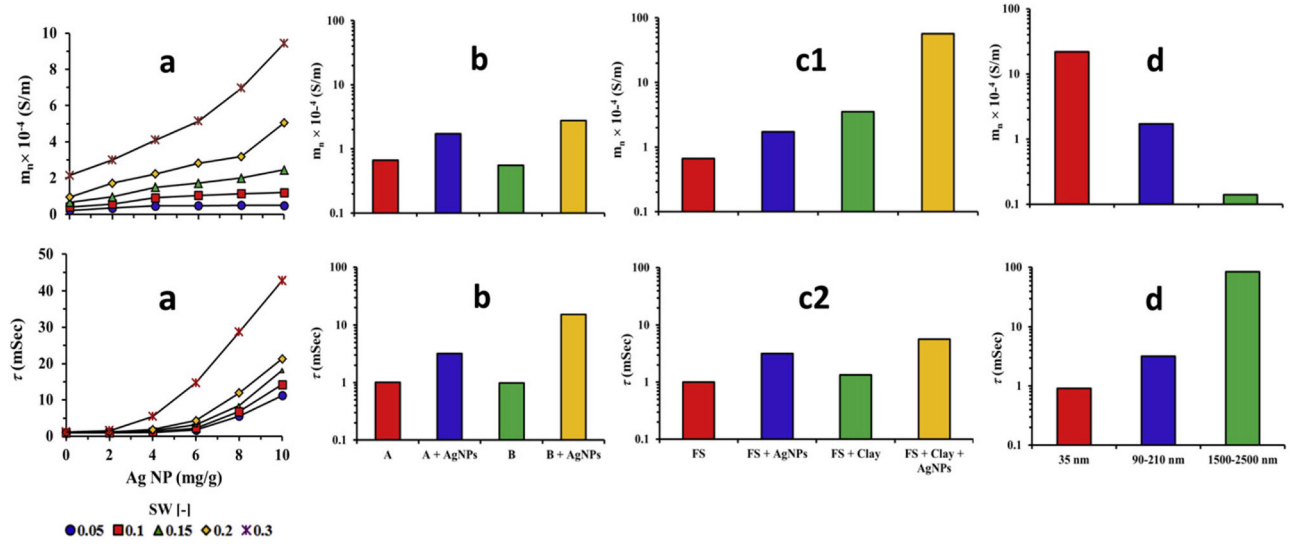 a
mₙ × 10⁻⁴ (S/m)
10
8
6
4
2
0
b
mₙ × 10⁻⁴ (S/m)
100
10
1
0.1
c1
mₙ × 10⁻⁴ (S/m)
100
10
1
0.1
d
mₙ × 10⁻⁴ (S/m)
100
10
1
0.1
a
τ (mSec)
50
40
30
20
10
0
0 2 4 6 8 10
Ag NP (mg/g)
SW [-]
0.05 0.1 0.15 0.2 0.3
b
τ (mSec)
100
10
1
0.1
A A + AgNPs B B + AgNPs
c2
τ (mSec)
100
10
1
0.1
FS FS + AgNPs FS + Clay FS + Clay +
AgNPs
d
τ (mSec)
100
10
1
0.1
35 nm 90-210 nm 1500-2500 nm